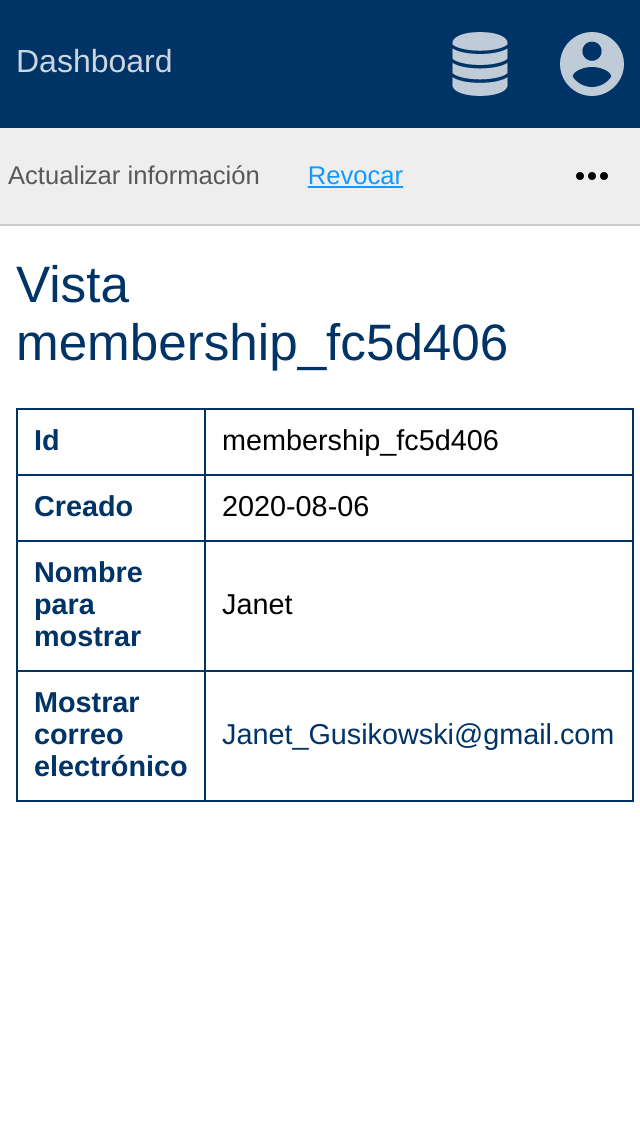 Dashboard
Actualizar información Revocar
Vista
membership_fc5d406
Id membership_fc5d406
Creado 2020-08-06
Nombre
para
mostrar
Janet
Mostrar
correo
electrónico
Janet_Gusikowski@gmail.com